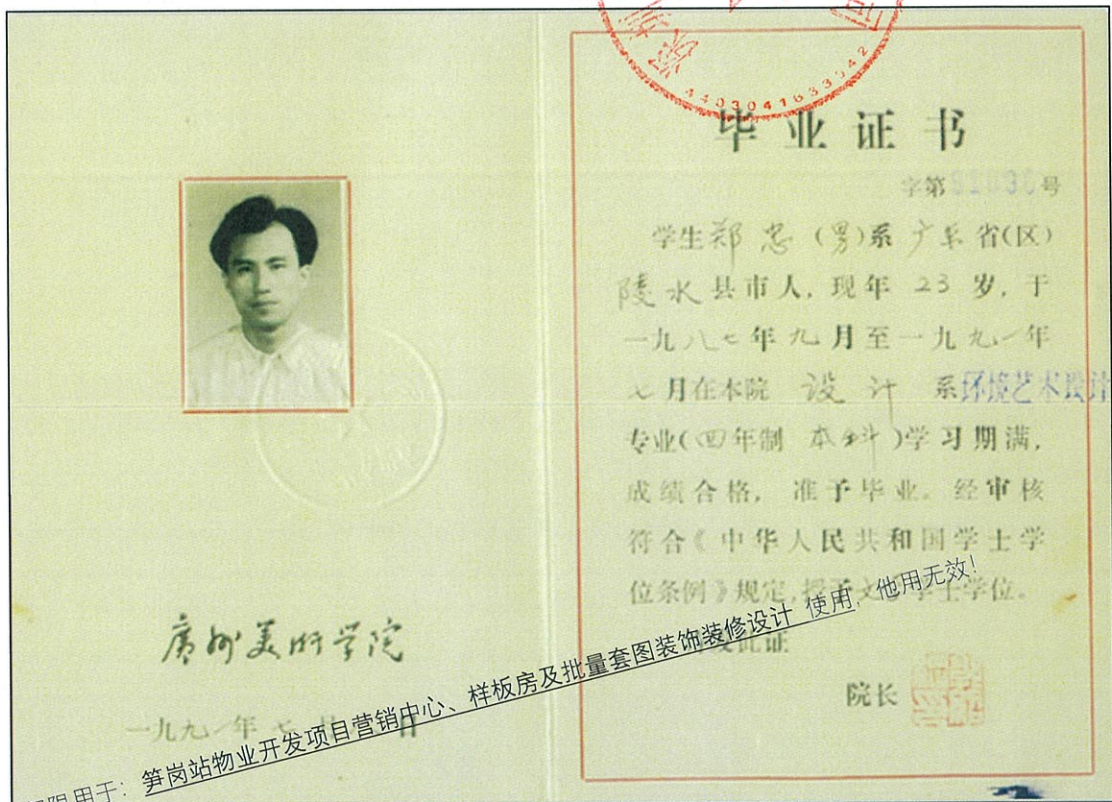 广州美术学院
一九九一年七月 日
4403041633542
毕业证书
字第 号
学生郑忠(男)系广东省(区)
陵水县市人,现年 23 岁,于
一九八七年九月至一九九一年
七月在本院 设计 系环境艺术设计
专业(四年制 本科)学习期满,
成绩合格, 准予毕业。经审核
符合《中华人民共和国学士学
位条例》规定,授予文学学士学位。
此证
院长
限用于:笋岗站物业开发项目营销中心、样板房及批量套图装饰装修设计 使用,他用无效!